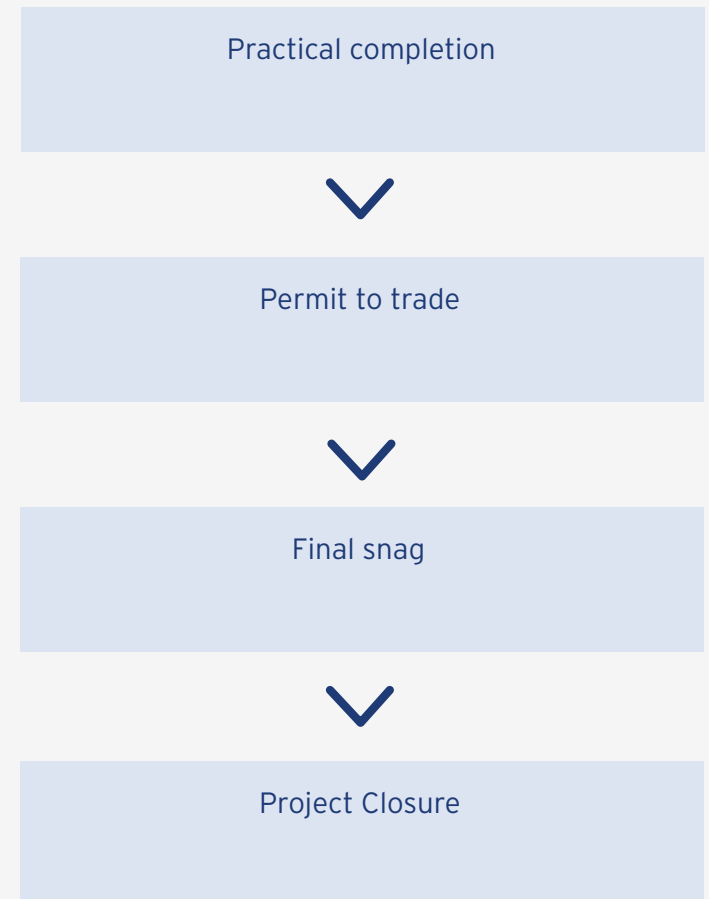 Practical completion
Permit to trade
Final snag
Project Closure